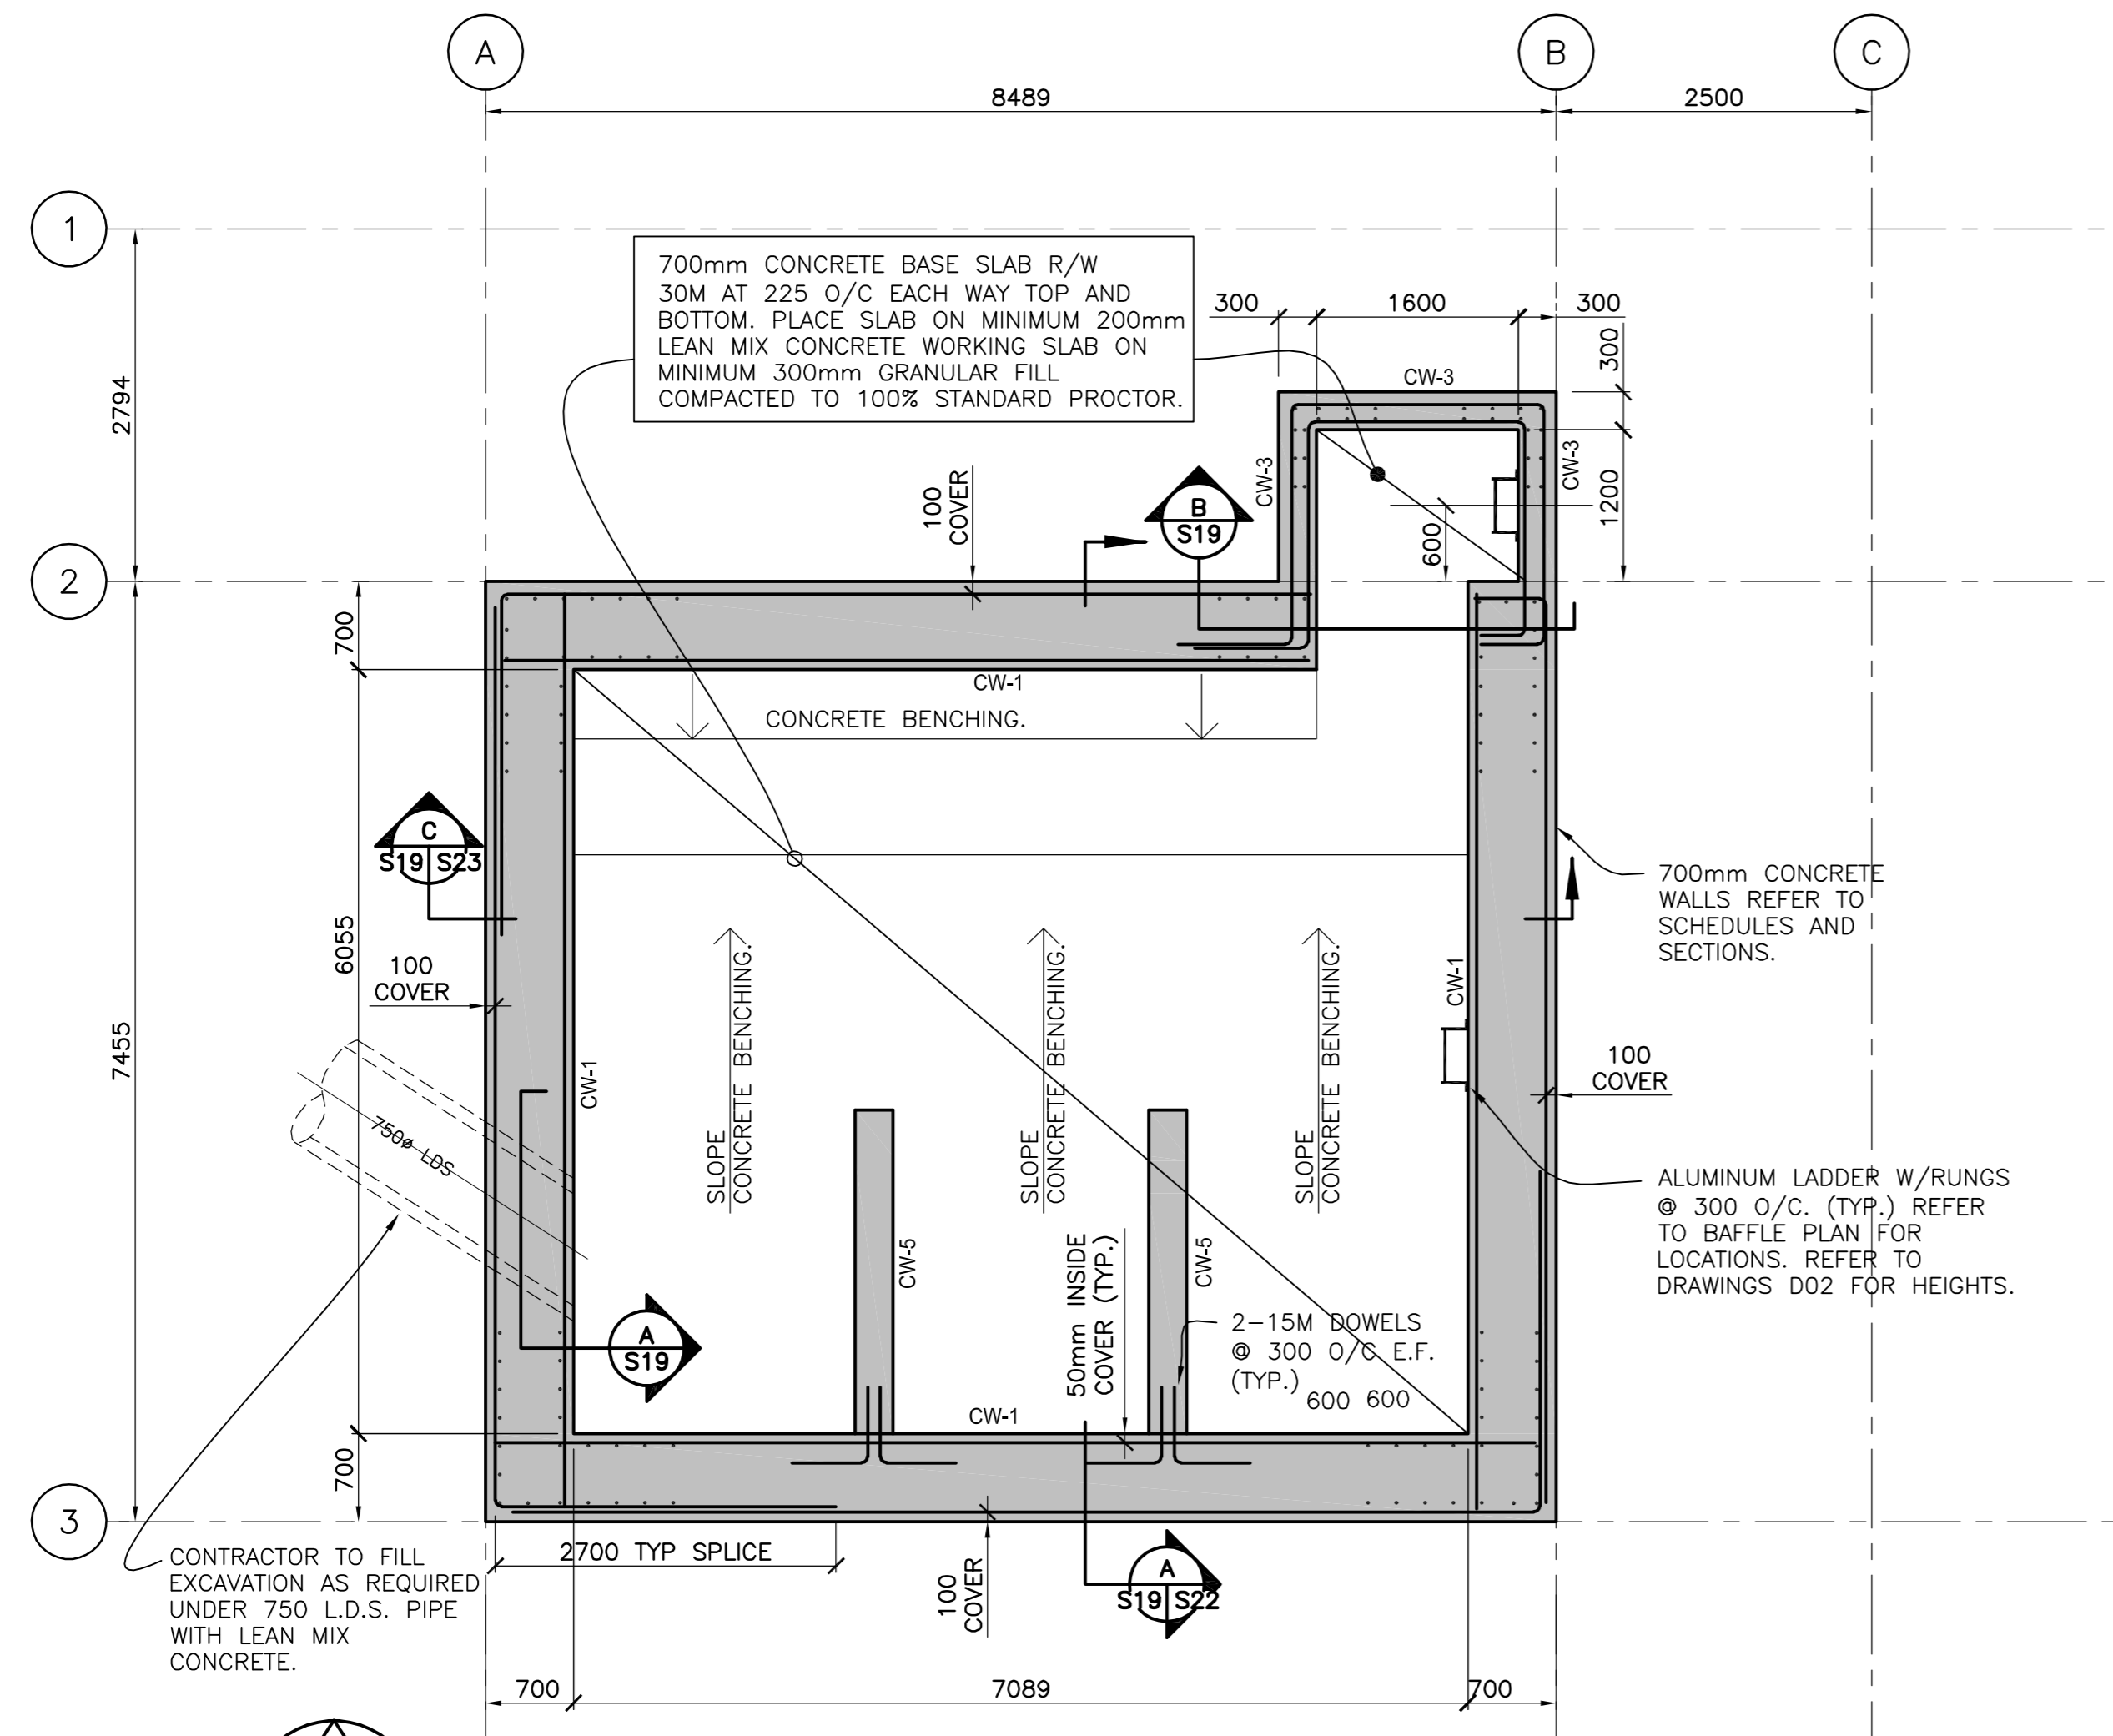 A
B
C
8489
2500
1
700mm CONCRETE BASE SLAB R/W
30M AT 225 O/C EACH WAY TOP AND
BOTTOM. PLACE SLAB ON MINIMUM 200mm
LEAN MIX CONCRETE WORKING SLAB ON
MINIMUM 300mm GRANULAR FILL
COMPACTED TO 100% STANDARD PROCTOR.
300
1600
300
300
2794
CW-3
CW-3
CW-3
1200
100
COVER
B
S19
600
2
700
CW-1
CONCRETE BENCHING.
C
S19
S23
700mm CONCRETE
WALLS REFER TO
SCHEDULES AND
SECTIONS.
6055
100
COVER
7455
SLOPE
CONCRETE BENCHING.
SLOPE
CONCRETE BENCHING.
SLOPE
CONCRETE BENCHING.
CW-1
CW-1
100
COVER
750ø LDS
ALUMINUM LADDER W/RUNGS
@ 300 O/C. (TYP.) REFER
TO BAFFLE PLAN FOR
LOCATIONS. REFER TO
DRAWINGS D02 FOR HEIGHTS.
CW-5
CW-5
50mm INSIDE
COVER (TYP.)
2-15M DOWELS
@ 300 O/C E.F.
(TYP.)
600
600
A
S19
CW-1
700
3
2700 TYP SPLICE
100
COVER
A
S19
S22
CONTRACTOR TO FILL
EXCAVATION AS REQUIRED
UNDER 750 L.D.S. PIPE
WITH LEAN MIX
CONCRETE.
700
7089
700